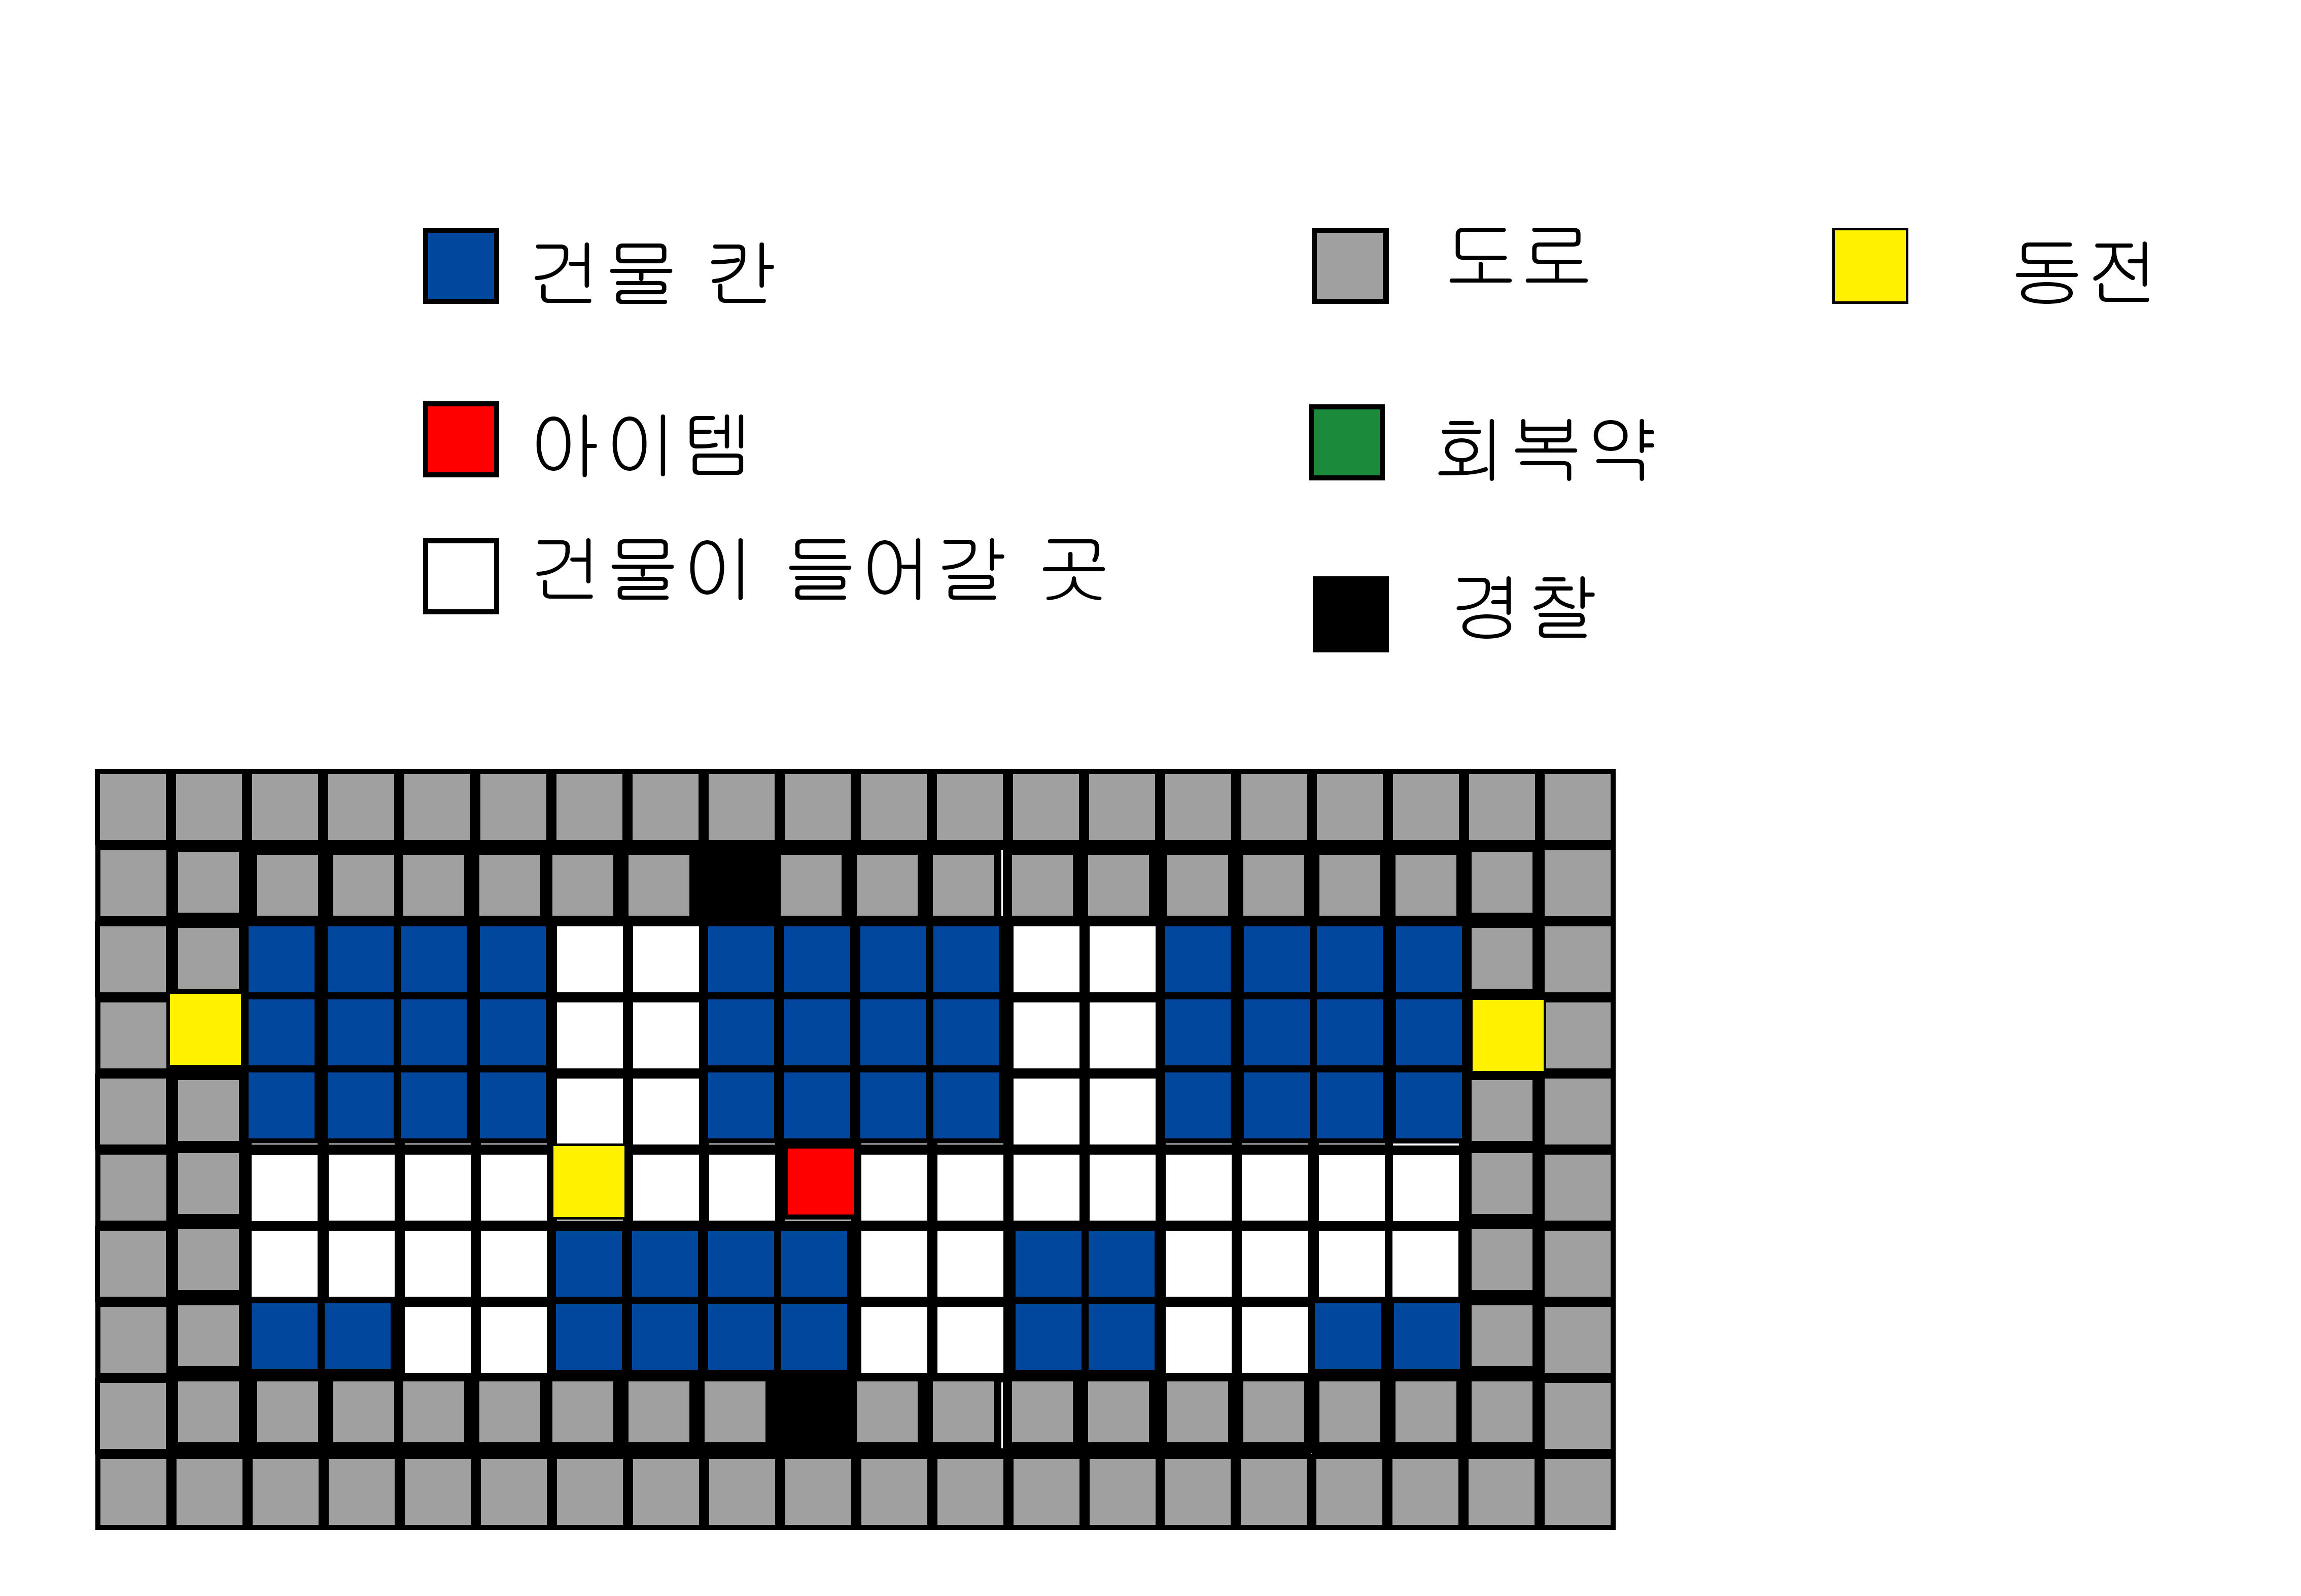 건물 칸
도로
동전
아이템
회복약
건물이 들어갈 곳
경찰